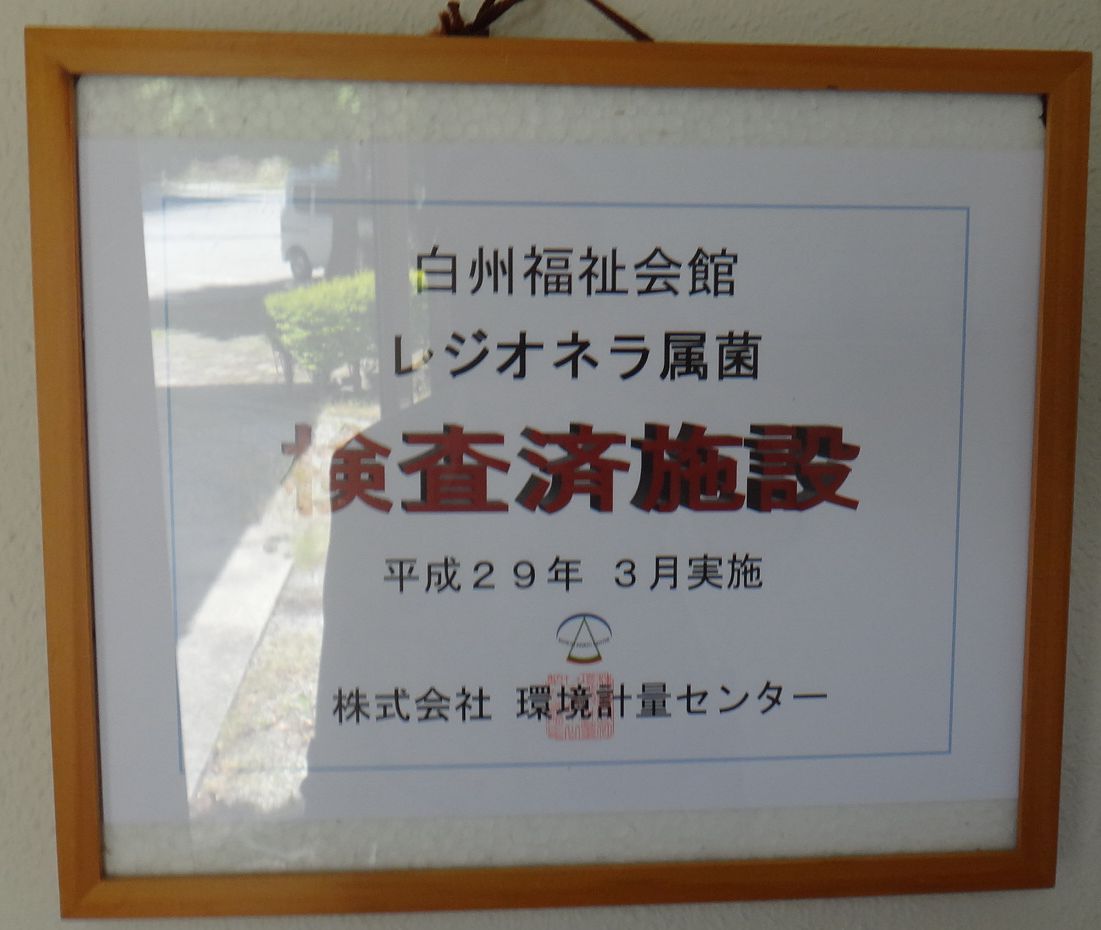 白州福祉会館
レジオネラ属菌
検査済施設
平成２９年 ３月実施
株式会社 環境計量センター